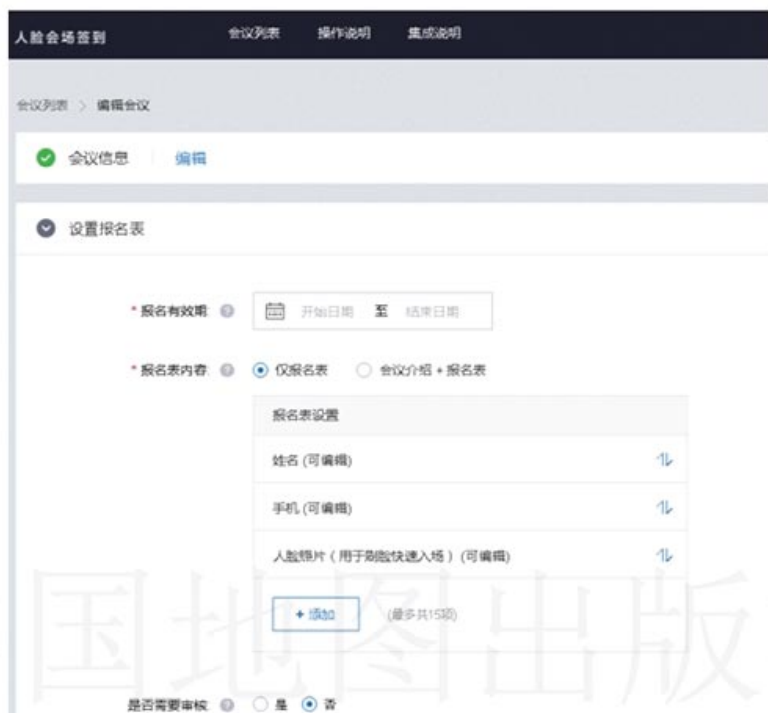 人脸会场签到 会议列表 操作说明 集成说明
会议列表 > 编辑会议
会议信息 编辑
设置报名表
* 报名有效期 开始日期 至 结束日期
* 报名表内容 仅报名表 会议介绍 + 报名表
报名表设置
姓名 (可编辑)
手机 (可编辑)
人脸照片 ( 用于刷脸快速入场 ) (可编辑)
+ 添加 (最多共15项)
国地图出版
是否需要审核 是 否